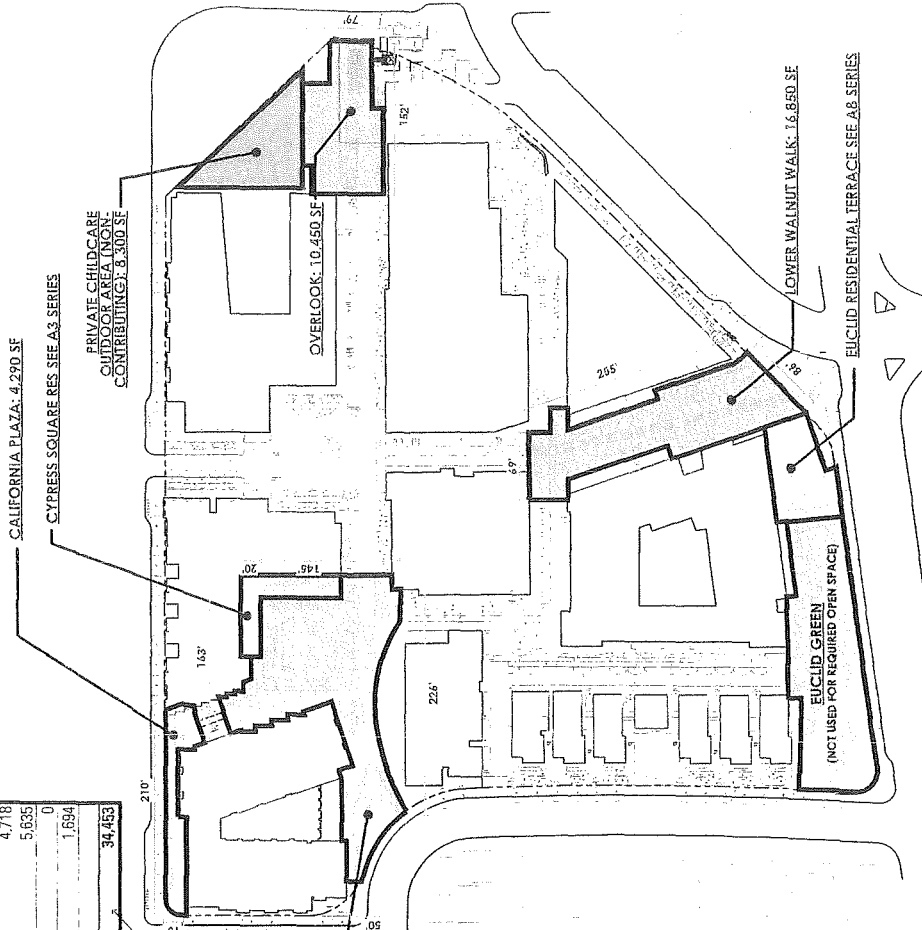 4,718
5,635
0
1,694
34,453
CALIFORNIA PLAZA: 4,290 SF
CYPRESS SQUARE RES SEE A3 SERIES
PRIVATE CHILDCARE
OUTDOOR AREA (NON-
CONTRIBUTING): 8,300 SF
OVERLOOK: 10,450 SF
LOWER WALNUT WALK: 16,850 SF
EUCLID RESIDENTIAL TERRACE SEE A8 SERIES
EUCLID GREEN
(NOT USED FOR REQUIRED OPEN SPACE)
79'
152'
210'
163'
20'
145'
69'
255'
86'
226'
50'